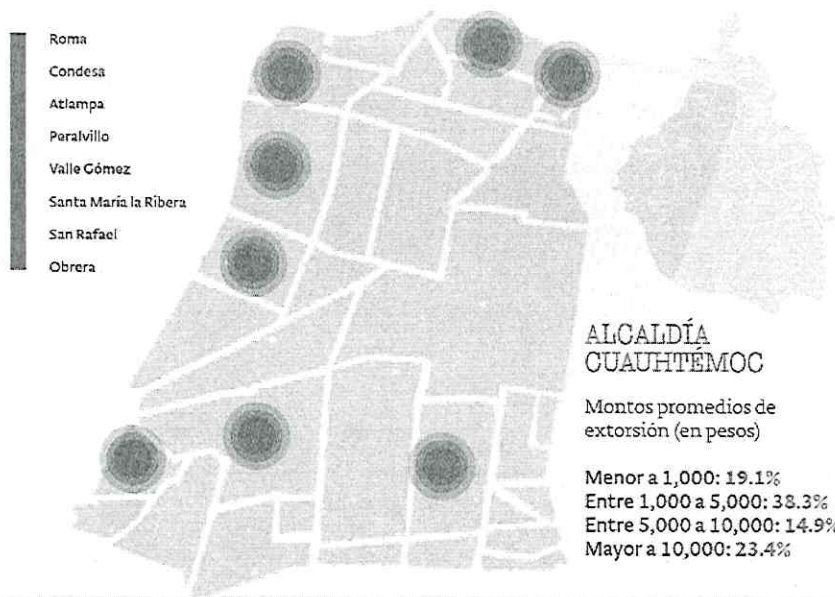 Roma
Condesa
Atlampa
Peralvillo
Valle Gómez
Santa María la Ribera
San Rafael
Obrera
ALCALDÍA
CUAUHTÉMOC
Montos promedios de
extorsión (en pesos)
Menor a 1,000: 19.1%
Entre 1,000 a 5,000: 38.3%
Entre 5,000 a 10,000: 14.9%
Mayor a 10,000: 23.4%